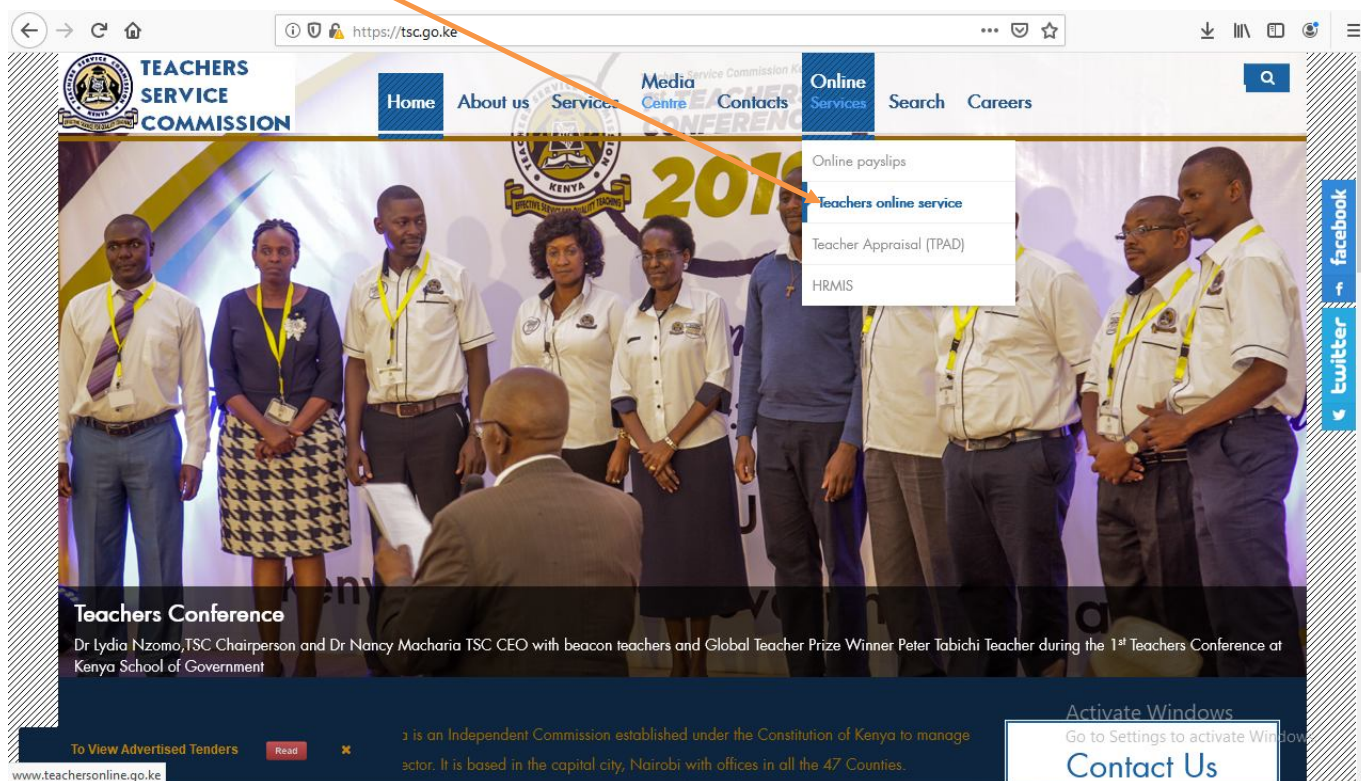 https://tsc.go.ke
TEACHERS
SERVICE
COMMISSION
Home
About us
Services
Media
Centre
Contacts
Online
Services
Search
Careers
Online payslips
Teachers online service
Teacher Appraisal (TPAD)
HRMIS
KENYA
2019
facebook
twitter
Teachers Conference
Dr Lydia Nzomo,TSC Chairperson and Dr Nancy Macharia TSC CEO with beacon teachers and Global Teacher Prize Winner Peter Tabichi Teacher during the 1st Teachers Conference at
Kenya School of Government
is an Independent Commission established under the Constitution of Kenya to manage
ector. It is based in the capital city, Nairobi with offices in all the 47 Counties.
To View Advertised Tenders
Read
Activate Windows
Go to Settings to activate Window
Contact Us
www.teachersonline.go.ke